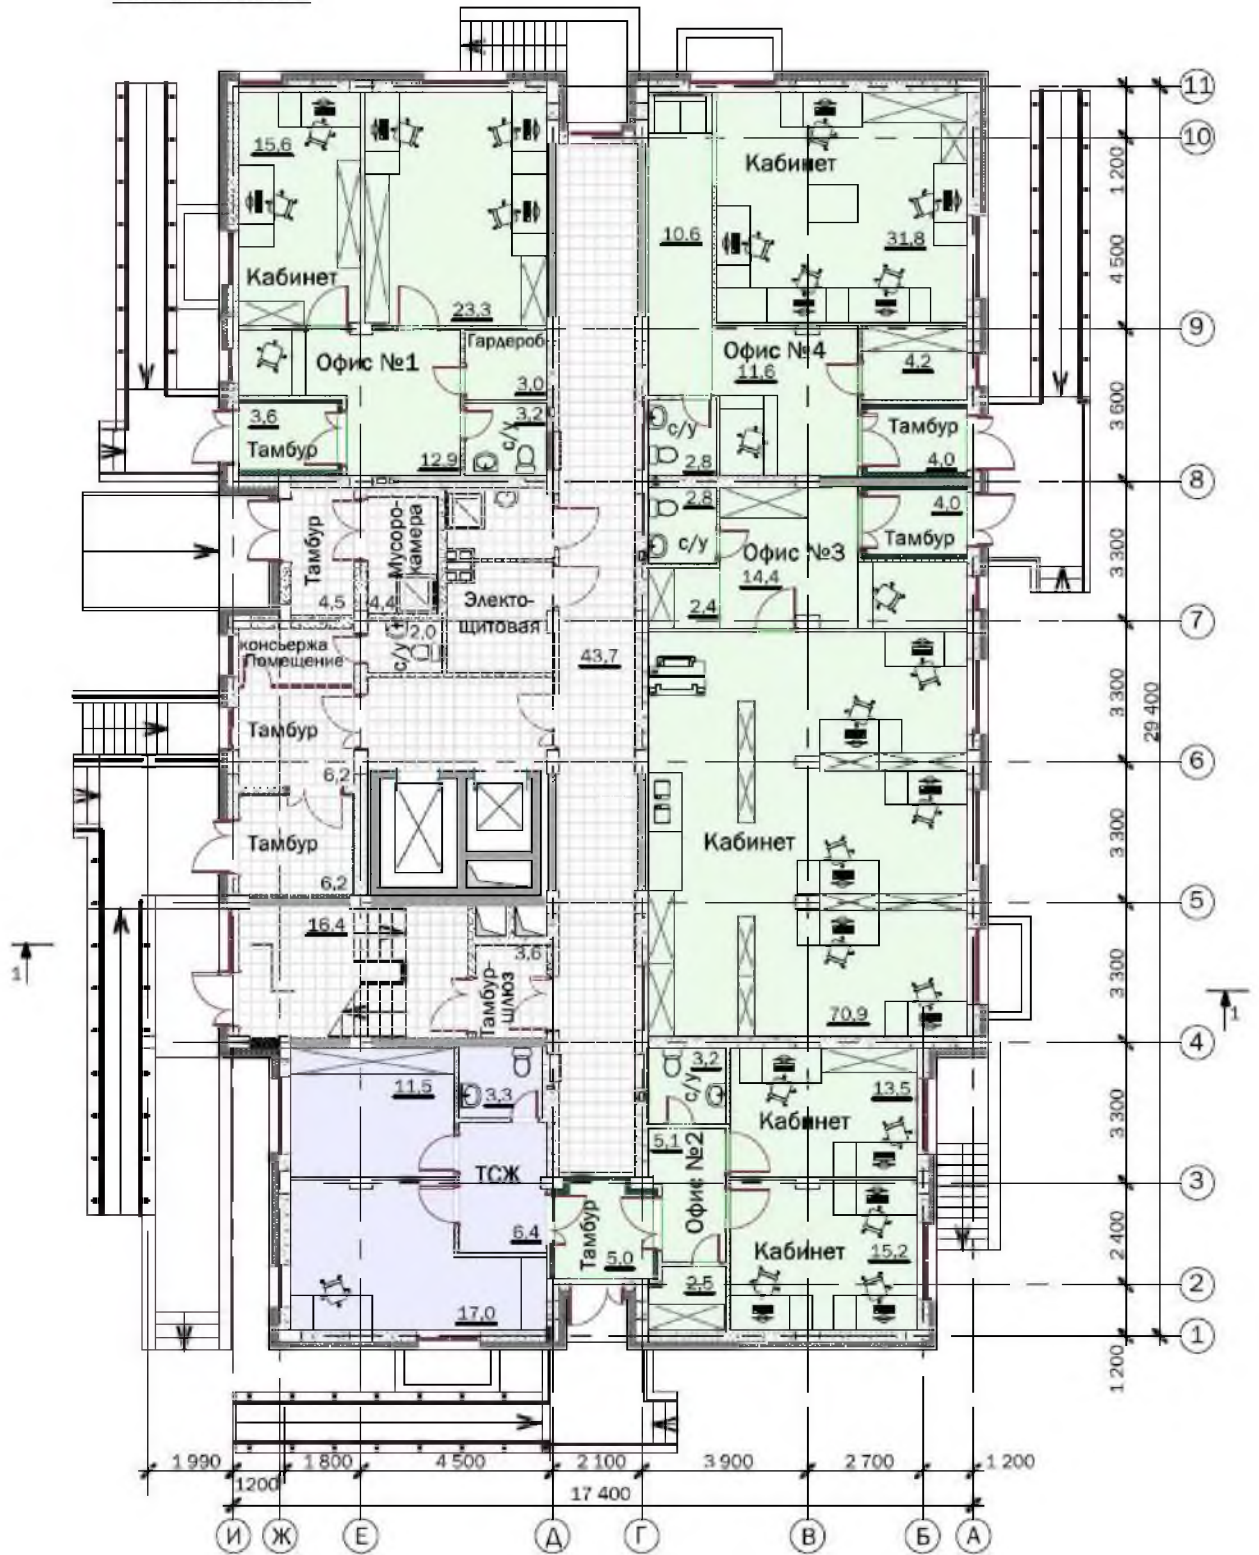 11
10
15,6
Кабинет
1 200
10,6
31,8
4 500
Кабинет
23,3
9
Гардероб
Офис №1
Офис №4
11,6
4,2
3,0
3,6
3,2
3 600
Тамбур
с/у
с/у
Тамбур
12,9
2,8
4,0
8
2,8
4,0
Мусоро-
камера
Тамбур
с/у
Офис №3
Тамбур
3 300
14,4
4,5
4,4
Электо-
щитовая
2,4
7
2,0
с/у
консьержа
Помещение
43,7
3 300
29 400
Тамбур
6
6,2
Тамбур
Кабинет
3 300
6,2
5
16,4
3,6
1
Тамбур-
шлюз
3 300
70,9
1
4
11,5
3,3
3,2
с/у
13,5
Кабинет
3 300
5,1
ТСЖ
Офис №2
3
6,4
Тамбур
5,0
Кабинет
15,2
2 400
2,5
2
17,0
1
1 200
1 990
1 800
4 500
2 100
3 900
2 700
1 200
1200
17 400
И
Ж
Е
Д
Г
В
Б
А